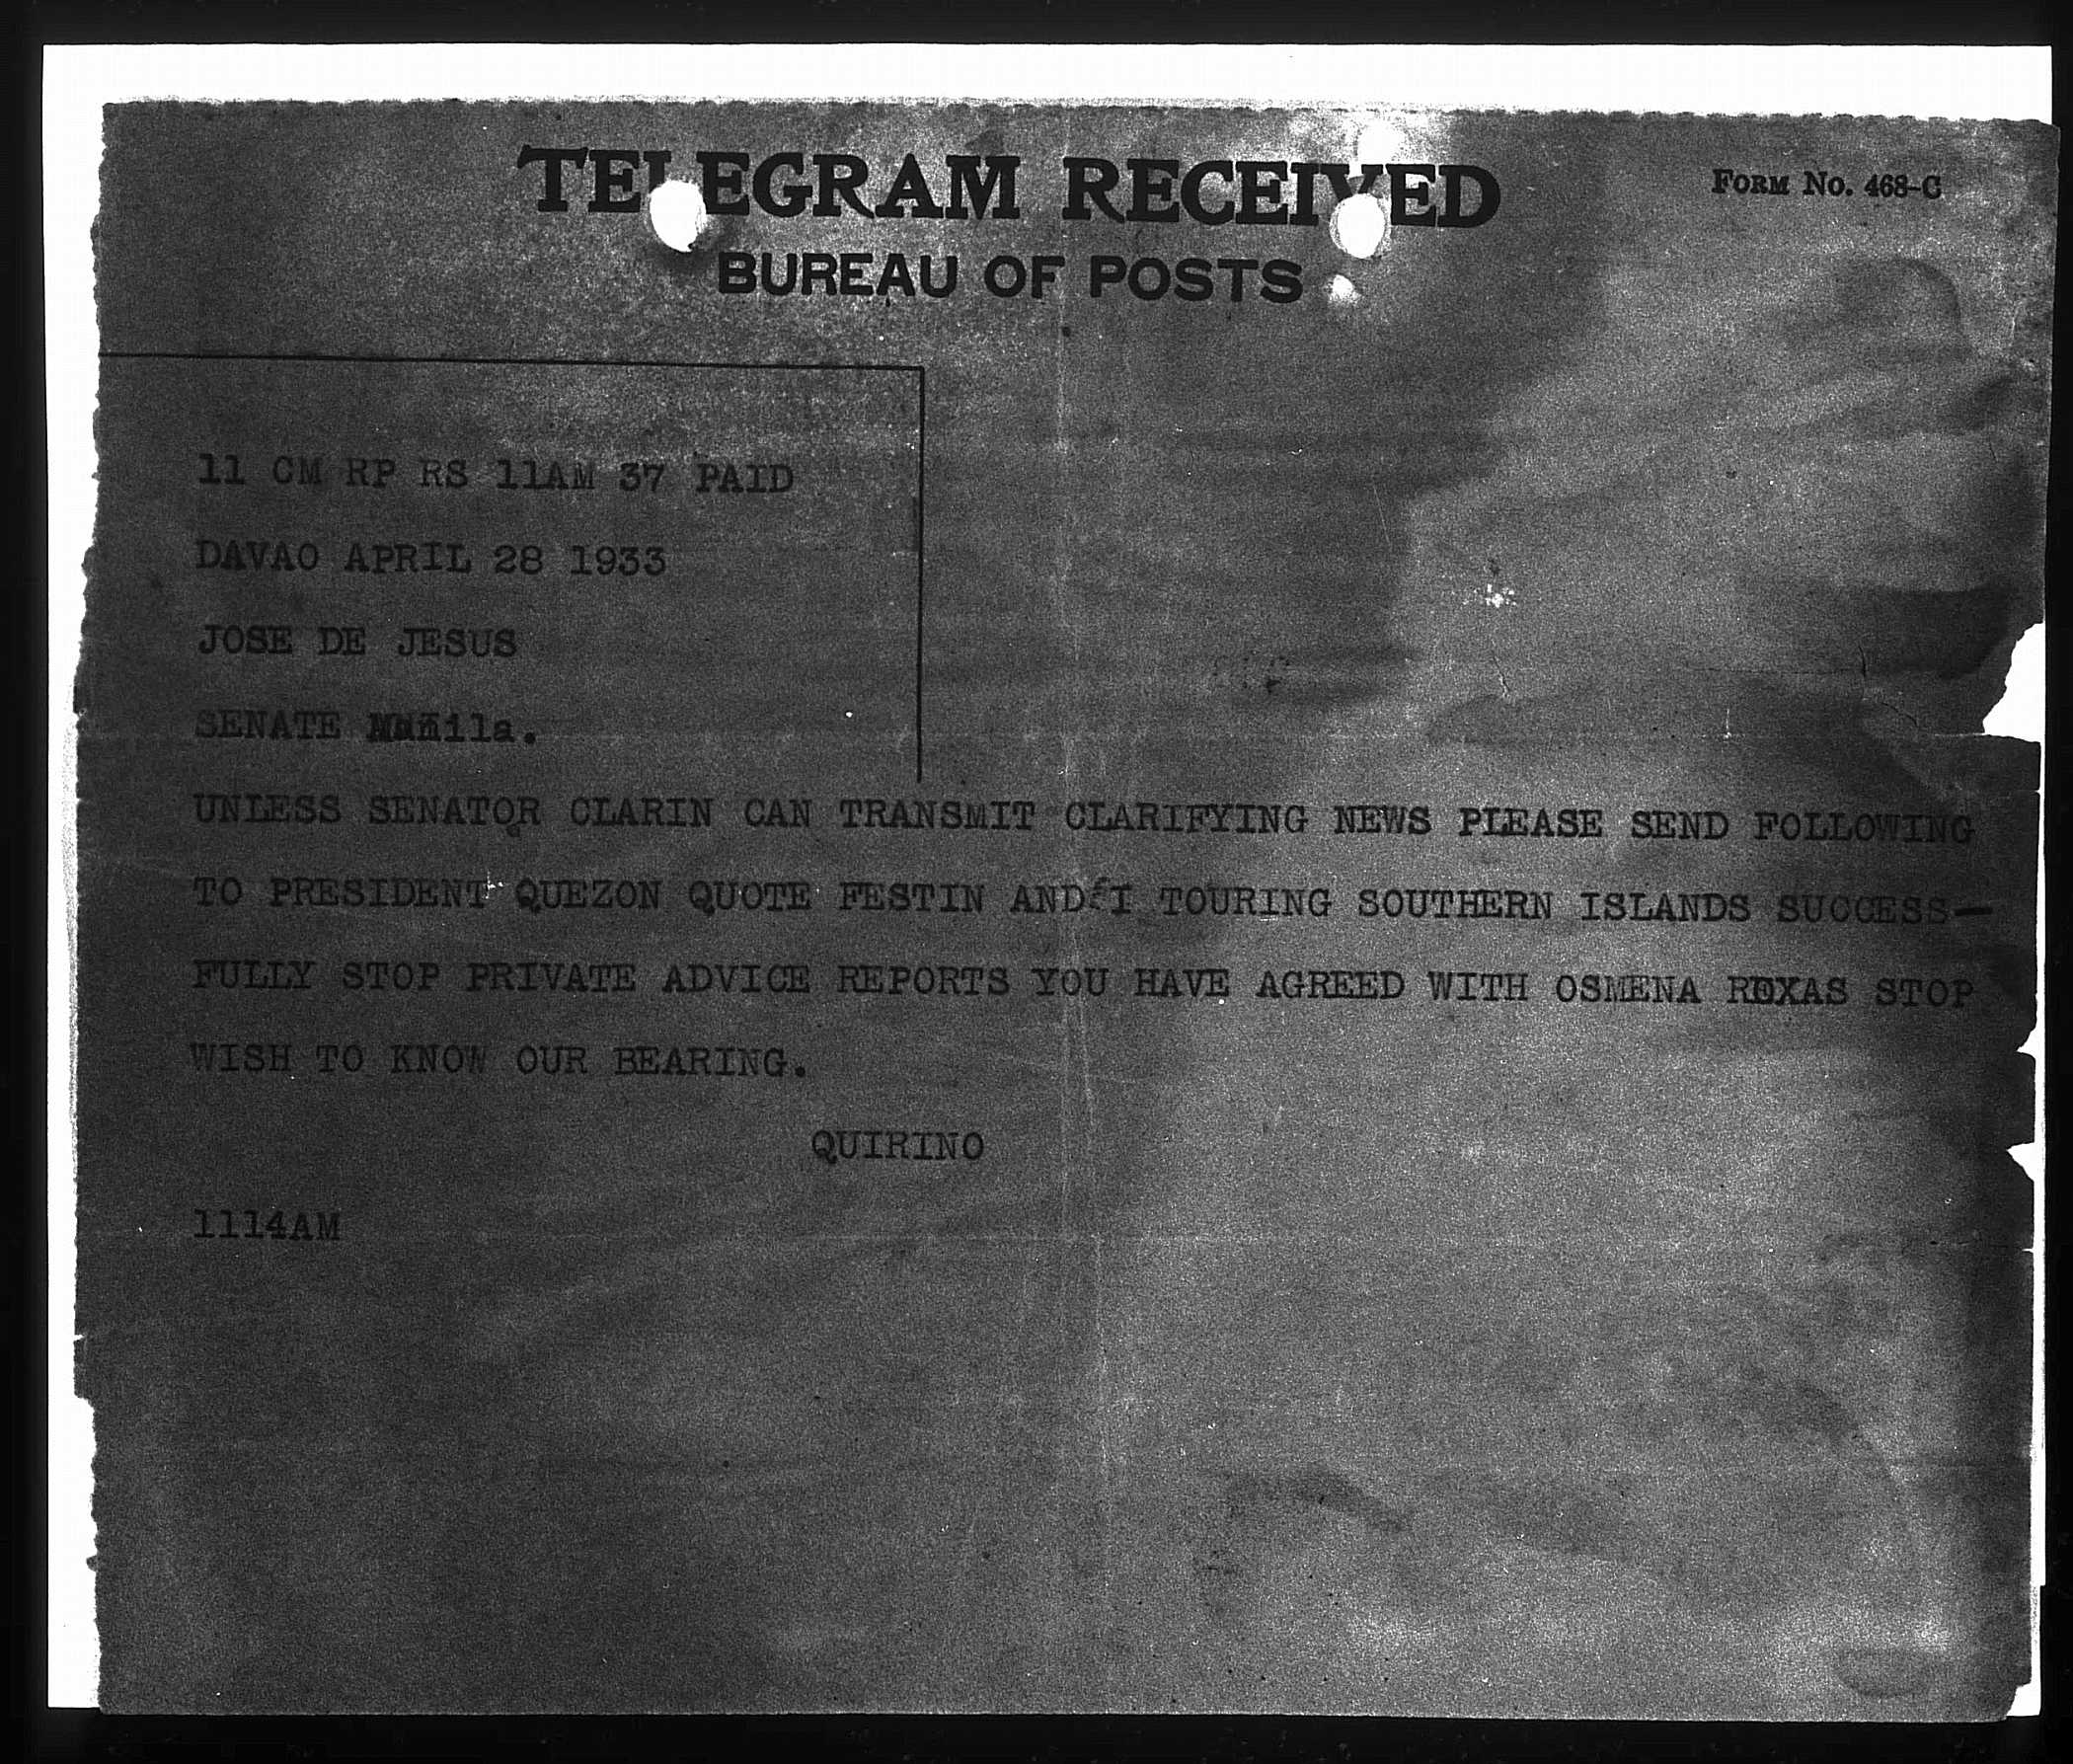 TELEGRAM RECEIVED
FORM No. 468-C
BUREAU OF POSTS
11 CM RP RS 11AM 37 PAID
DAVAO APRIL 28 1933
JOSE DE JESUS
SENATE Manila.
UNLESS SENATOR CLARIN CAN TRANSMIT CLARIFYING NEWS PLEASE SEND FOLLOWING
TO PRESIDENT QUEZON QUOTE FESTIN AND I TOURING SOUTHERN ISLANDS SUCCESS-
FULLY STOP PRIVATE ADVICE REPORTS YOU HAVE AGREED WITH OSMENA ROXAS STOP
WISH TO KNOW OUR BEARING.
QUIRINO
1114AM